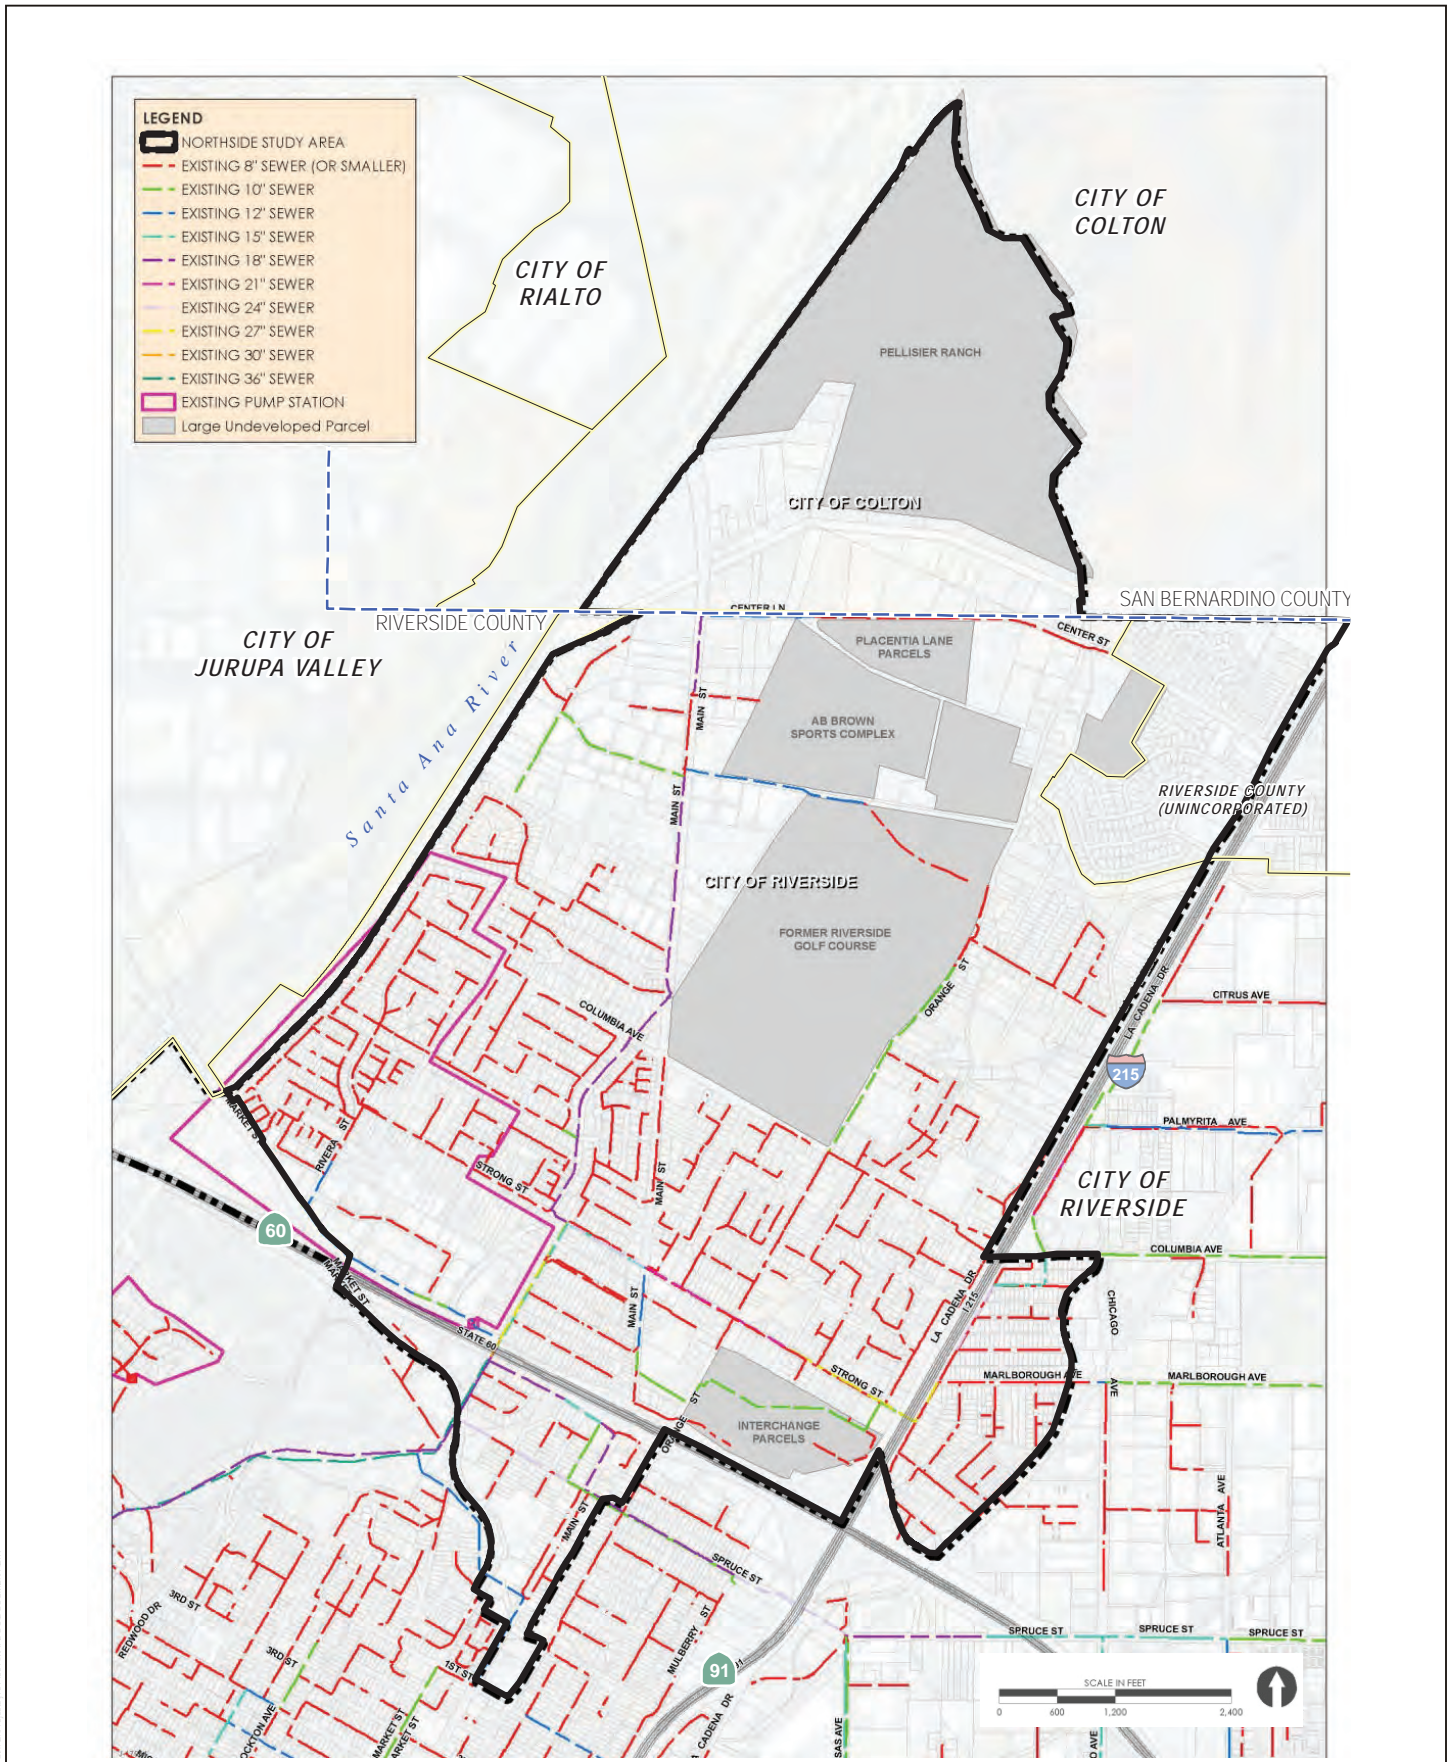 LEGEND
NORTHSIDE STUDY AREA
EXISTING 8" SEWER (OR SMALLER)
EXISTING 10" SEWER
EXISTING 12" SEWER
EXISTING 15" SEWER
EXISTING 18" SEWER
EXISTING 21" SEWER
EXISTING 24" SEWER
EXISTING 27" SEWER
EXISTING 30" SEWER
EXISTING 36" SEWER
EXISTING PUMP STATION
Large Undeveloped Parcel
CITY OF
COLTON
CITY OF
RIALTO
PELLISIER RANCH
CITY OF COLTON
SAN BERNARDINO COUNTY
CENTER LN
RIVERSIDE COUNTY
CENTER ST
CITY OF
JURUPA VALLEY
PLACENTIA LANE
PARCELS
Santa Ana River
MAIN ST
AB BROWN
SPORTS COMPLEX
MAIN ST
RIVERSIDE COUNTY
(UNINCORPORATED)
CITY OF RIVERSIDE
FORMER RIVERSIDE
GOLF COURSE
ORANGE ST
LA CADENA DR
CITRUS AVE
COLUMBIA AVE
215
MARKET ST
RIVERA ST
PALMYRITA AVE
STRONG ST
MAIN ST
CITY OF
RIVERSIDE
60
COLUMBIA AVE
MARKET ST
MAIN ST
LA CADENA DR
I 215
CHICAGO AVE
STATE 60
STRONG ST
MARLBOROUGH AVE
MARLBOROUGH AVE
ORANGE ST
INTERCHANGE
PARCELS
MAIN ST
ATLANTA AVE
SPRUCE ST
3RD ST
REDWOOD DR
MULBERRY ST
SPRUCE ST
SPRUCE ST
SPRUCE ST
3RD ST
1ST ST
91
SCALE IN FEET
0 600 1,200 2,400
LA CADENA DR
MARKET ST